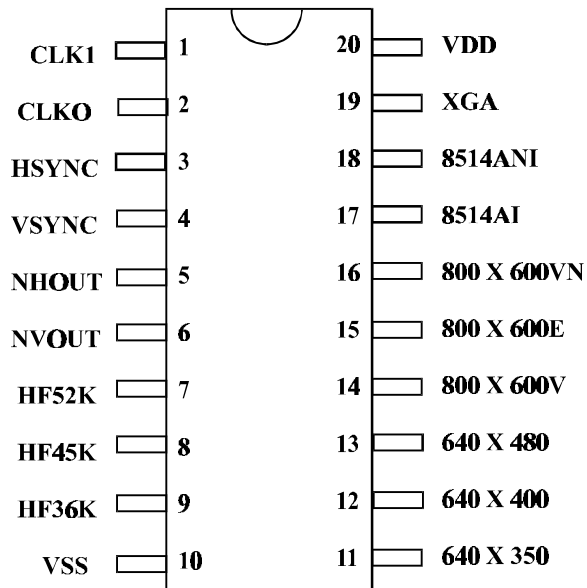 CLK1 1 20 VDD
CLKO 2 19 XGA
HSYNC 3 18 8514ANI
VSYNC 4 17 8514AI
NHOUT 5 16 800 X 600VN
NVOUT 6 15 800 X 600E
HF52K 7 14 800 X 600V
HF45K 8 13 640 X 480
HF36K 9 12 640 X 400
VSS 10 11 640 X 350